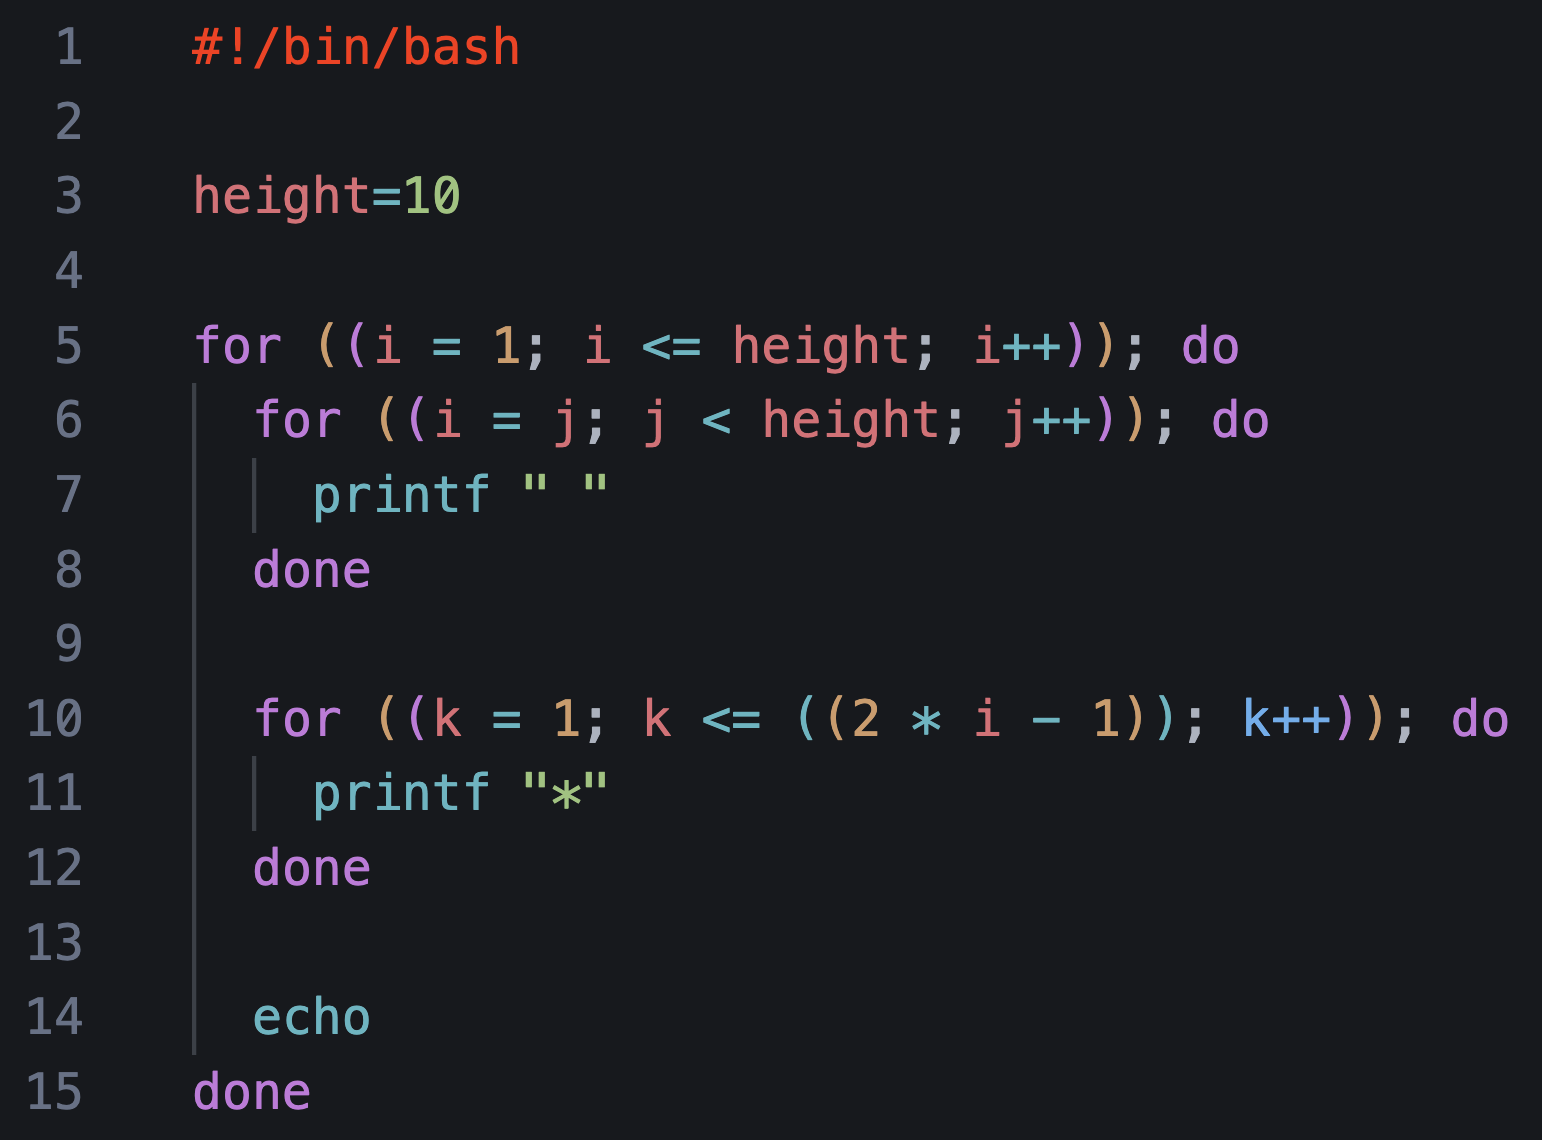 1 #!/bin/bash
2
3 height=10
4
5 for ((i = 1; i <= height; i++)); do
6   for ((i = j; j < height; j++)); do
7     printf " "
8   done
9
10   for ((k = 1; k <= ((2 * i - 1)); k++)); do
11     printf "*"
12   done
13
14   echo
15 done